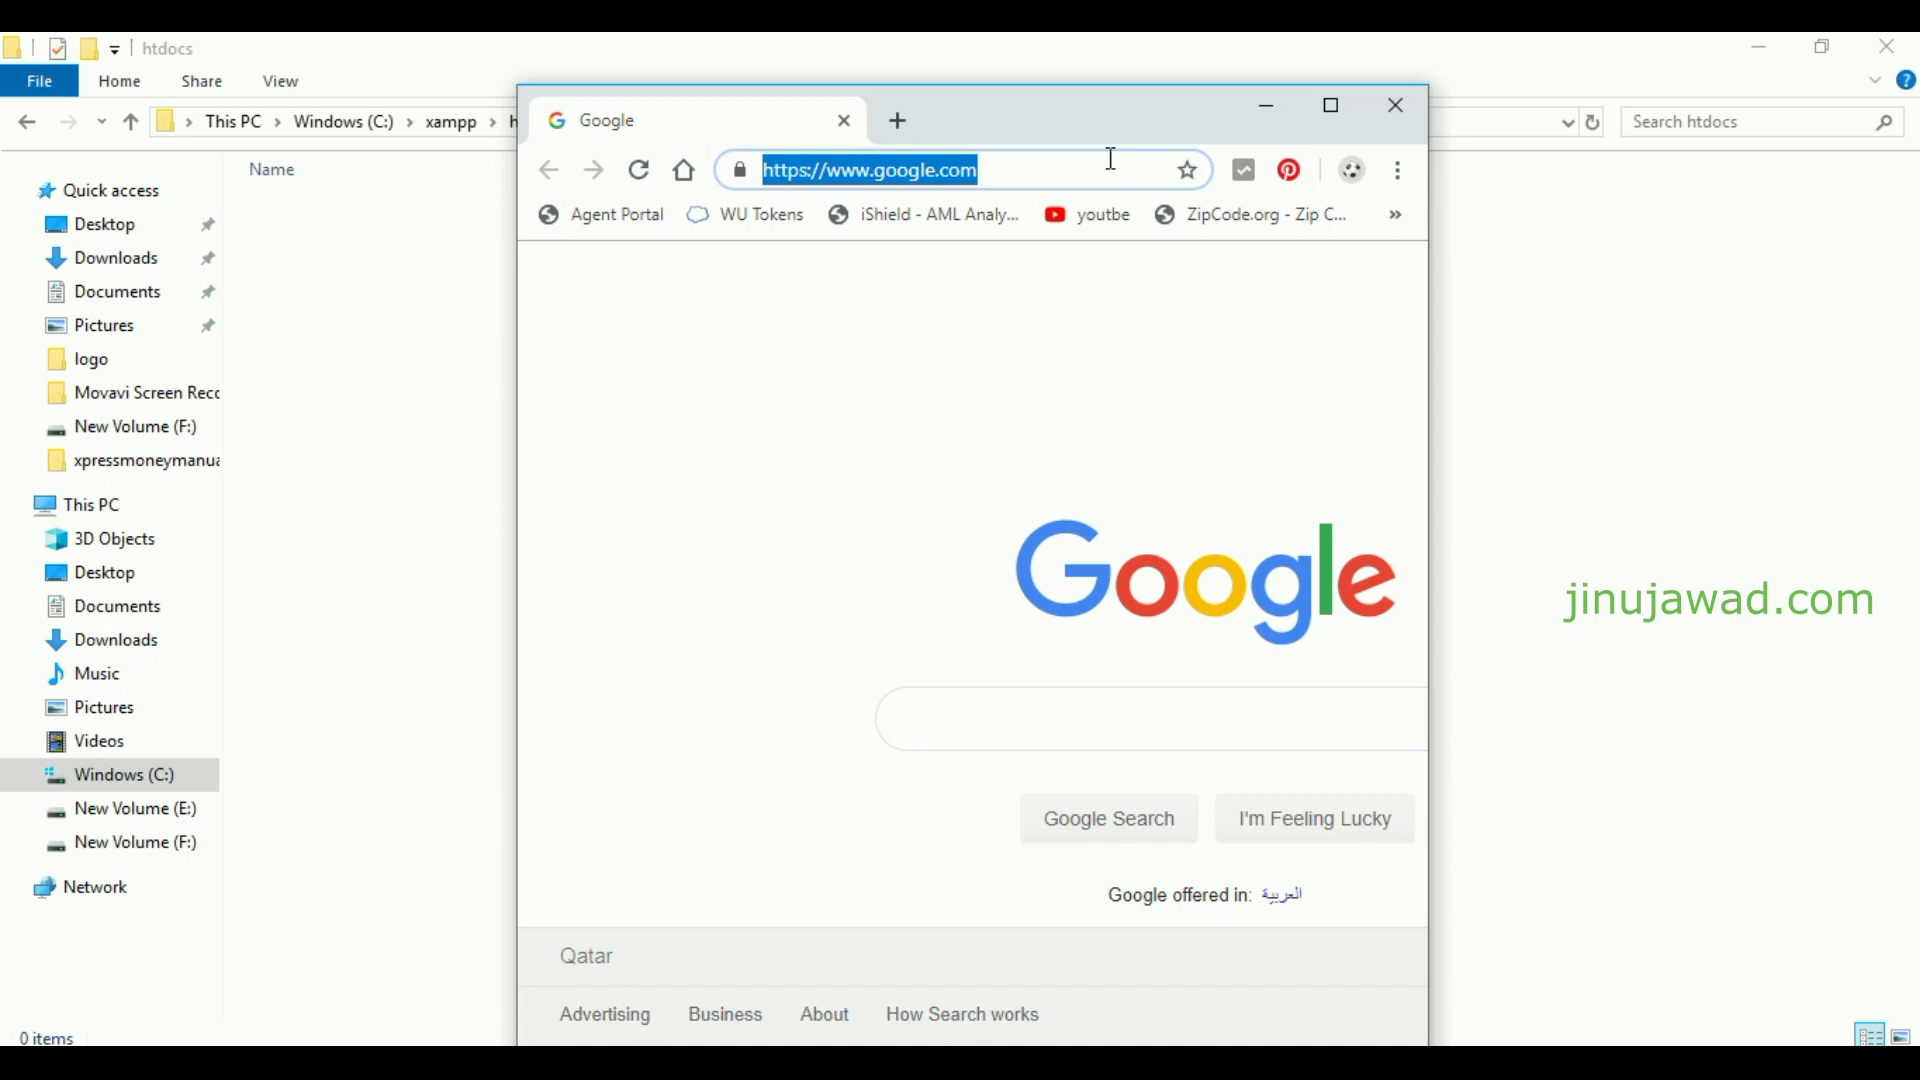 htdocs
File Home Share View
This PC > Windows (C:) > xampp > h
Search htdocs
Name
Quick access
Desktop
Downloads
Documents
Pictures
logo
Movavi Screen Recc
New Volume (F:)
xpressmoneymanua
This PC
3D Objects
Desktop
Documents
Downloads
Music
Pictures
Videos
Windows (C:)
New Volume (E:)
New Volume (F:)
Network
0 items
Google
https://www.google.com
Agent Portal WU Tokens iShield - AML Analy... youtbe ZipCode.org - Zip C... »
Google
Google Search I'm Feeling Lucky
Google offered in: العربية
Qatar
Advertising Business About How Search works
jinujawad.com